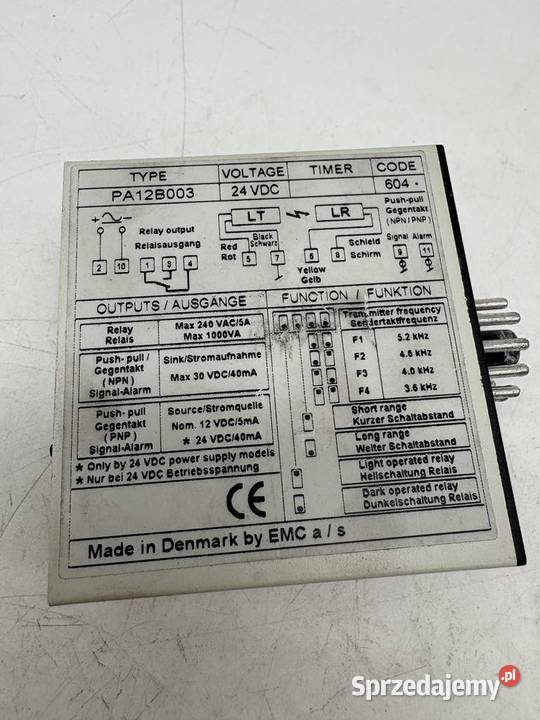 TYPE VOLTAGE TIMER CODE
PA12B003 24 VDC 604
Relay output
Relaisausgang
2 10 1 3 4
LT LR
Push-pull
Gegentakt
(NPN/PNP)
Red
Rot
Black
Schwarz
5 7
Yellow
Gelb
6 8
Schield
Schirm
Signal Alarm
9 11
OUTPUTS / AUSGÄNGE
Relay
Relais
Max 240 VAC/5A
Max 1000VA
Push-pull /
Gegentakt
(NPN)
Signal-Alarm
Sink/Stromaufnahme
Max 30 VDC/40mA
Push-pull
Gegentakt
(PNP)
Signal-Alarm
Source/Stromquelle
Nom. 12 VDC/5mA
* 24 VDC/40mA
* Only by 24 VDC power supply models
* Nur bei 24 VDC Betriebsspannung
FUNCTION / FUNKTION
Transmitter frequency
Sendertaktfrequenz
F1 5.2 kHz
F2 4.6 kHz
F3 4.0 kHz
F4 3.6 kHz
Short range
Kurzer Schaltabstand
Long range
Weiter Schaltabstand
Light operated relay
Hellschaltung Relais
Dark operated relay
Dunkelschaltung Relais
CE
Made in Denmark by EMC a / s
Sprzedajemy.pl